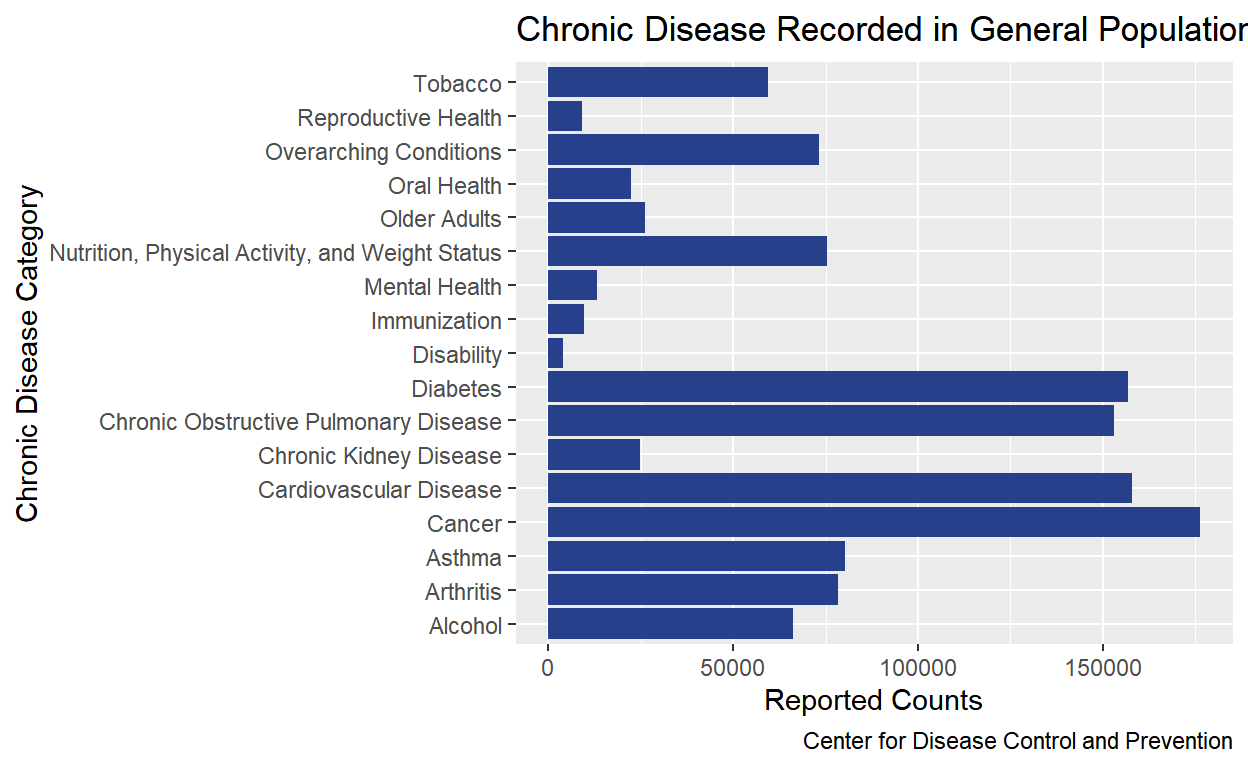 Chronic Disease Recorded in General Population
Chronic Disease Category
Tobacco
Reproductive Health
Overarching Conditions
Oral Health
Older Adults
Nutrition, Physical Activity, and Weight Status
Mental Health
Immunization
Disability
Diabetes
Chronic Obstructive Pulmonary Disease
Chronic Kidney Disease
Cardiovascular Disease
Cancer
Asthma
Arthritis
Alcohol
0 50000 100000 150000
Reported Counts
Center for Disease Control and Prevention